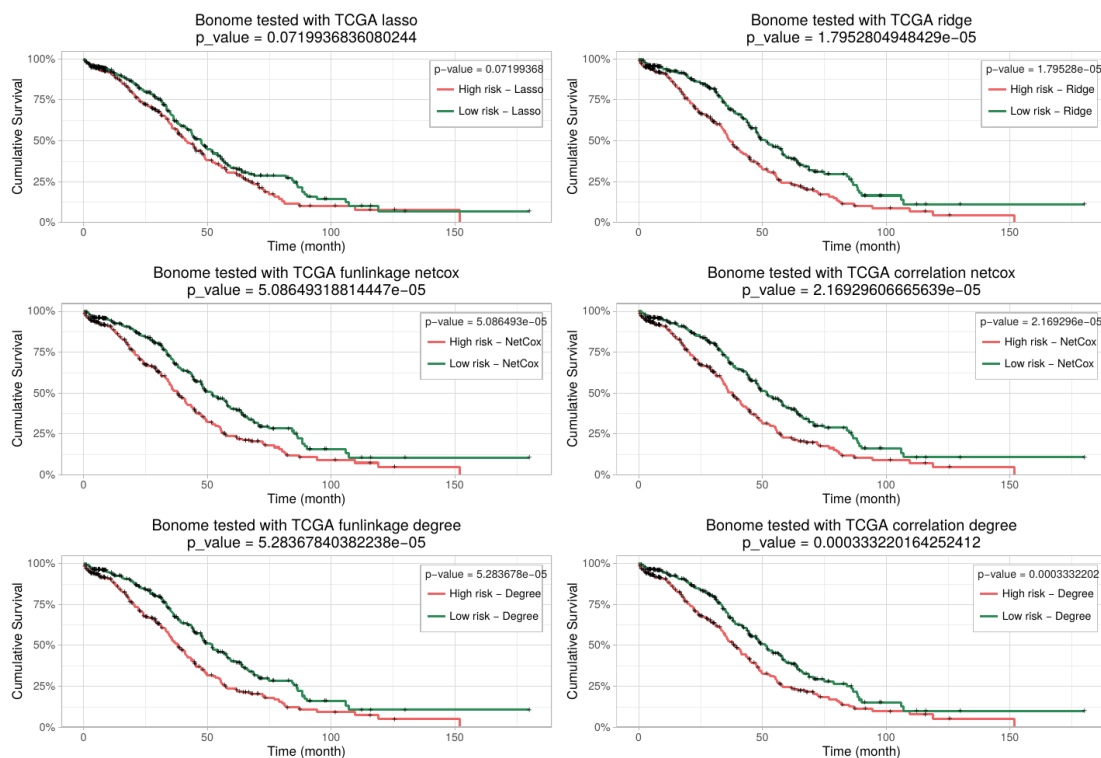 Bonome tested with TCGA lasso
p_value = 0.0719936836080244
Cumulative Survival
100%
75%
50%
25%
0%
p−value = 0.07199368
High risk − Lasso
Low risk − Lasso
0
50
100
150
Time (month)
Bonome tested with TCGA ridge
p_value = 1.7952804948429e−05
Cumulative Survival
100%
75%
50%
25%
0%
p−value = 1.79528e−05
High risk − Ridge
Low risk − Ridge
0
50
100
150
Time (month)
Bonome tested with TCGA funlinkage netcox
p_value = 5.08649318814447e−05
Cumulative Survival
100%
75%
50%
25%
0%
p−value = 5.086493e−05
High risk − NetCox
Low risk − NetCox
0
50
100
150
Time (month)
Bonome tested with TCGA correlation netcox
p_value = 2.16929606665639e−05
Cumulative Survival
100%
75%
50%
25%
0%
p−value = 2.169296e−05
High risk − NetCox
Low risk − NetCox
0
50
100
150
Time (month)
Bonome tested with TCGA funlinkage degree
p_value = 5.28367840382238e−05
Cumulative Survival
100%
75%
50%
25%
0%
p−value = 5.283678e−05
High risk − Degree
Low risk − Degree
0
50
100
150
Time (month)
Bonome tested with TCGA correlation degree
p_value = 0.000333220164252412
Cumulative Survival
100%
75%
50%
25%
0%
p−value = 0.0003332202
High risk − Degree
Low risk − Degree
0
50
100
150
Time (month)